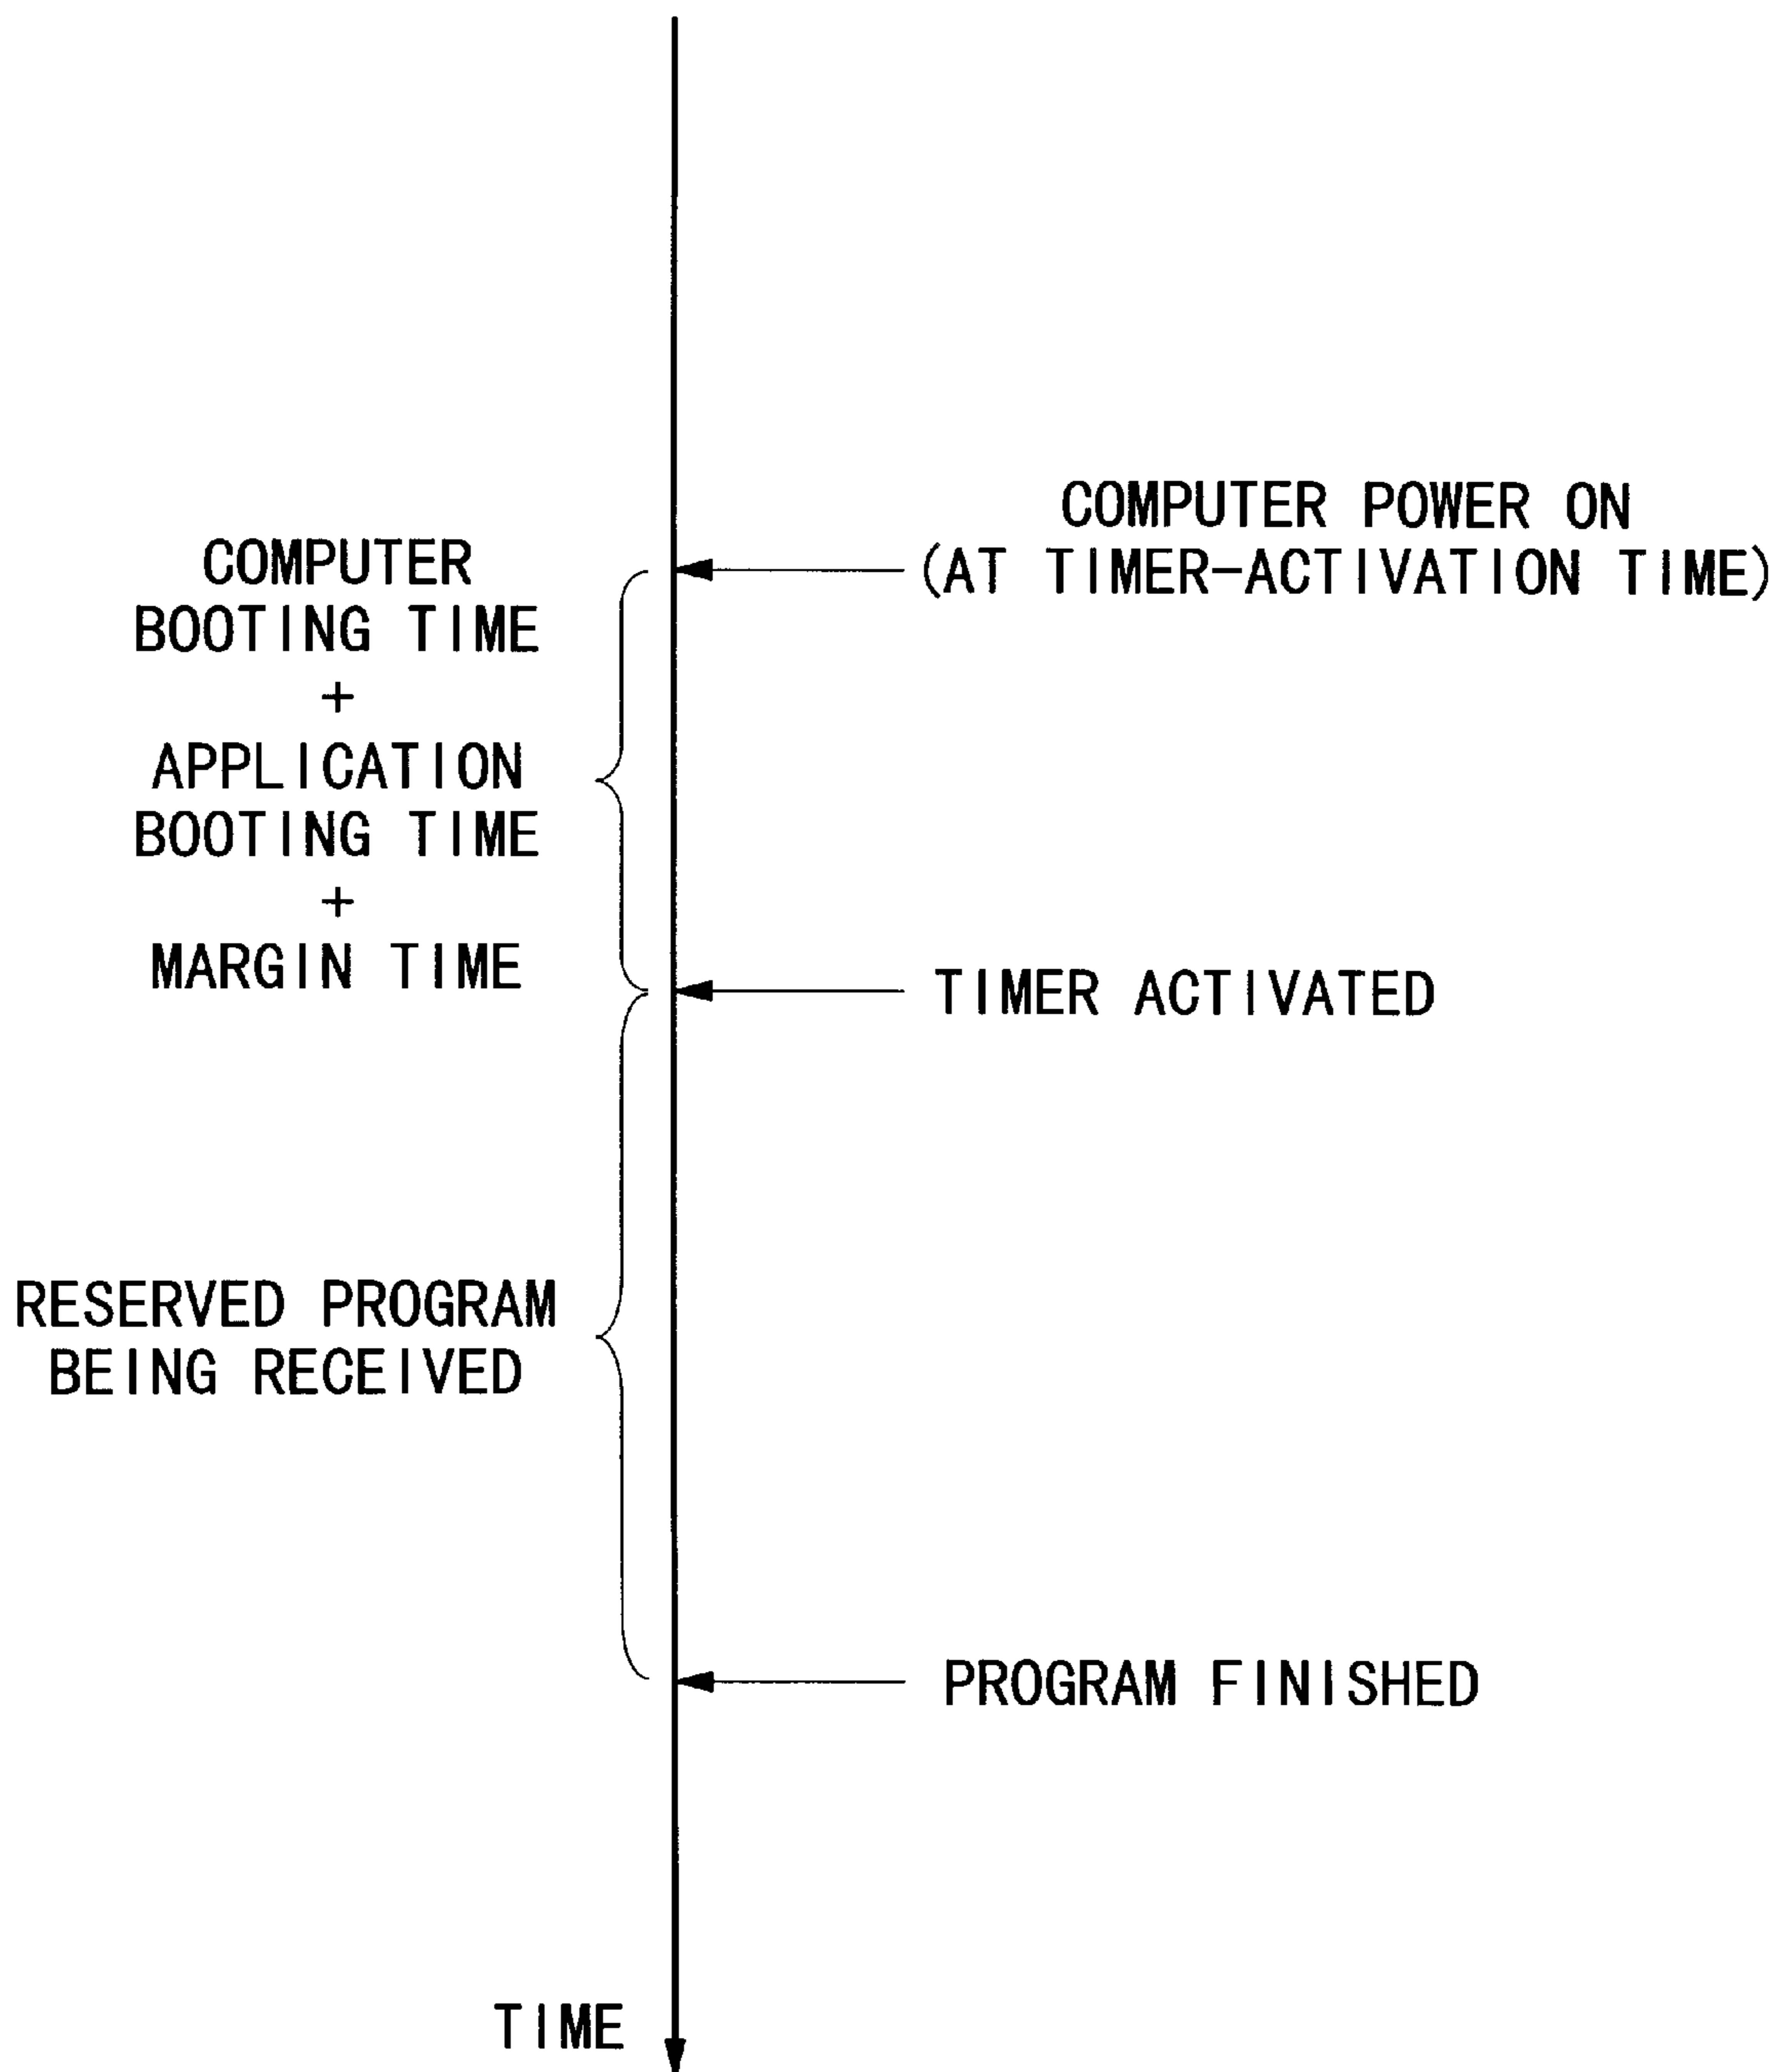 COMPUTER POWER ON
(AT TIMER-ACTIVATION TIME)
COMPUTER
BOOTING TIME
+
APPLICATION
BOOTING TIME
+
MARGIN TIME
TIMER ACTIVATED
RESERVED PROGRAM
BEING RECEIVED
PROGRAM FINISHED
TIME